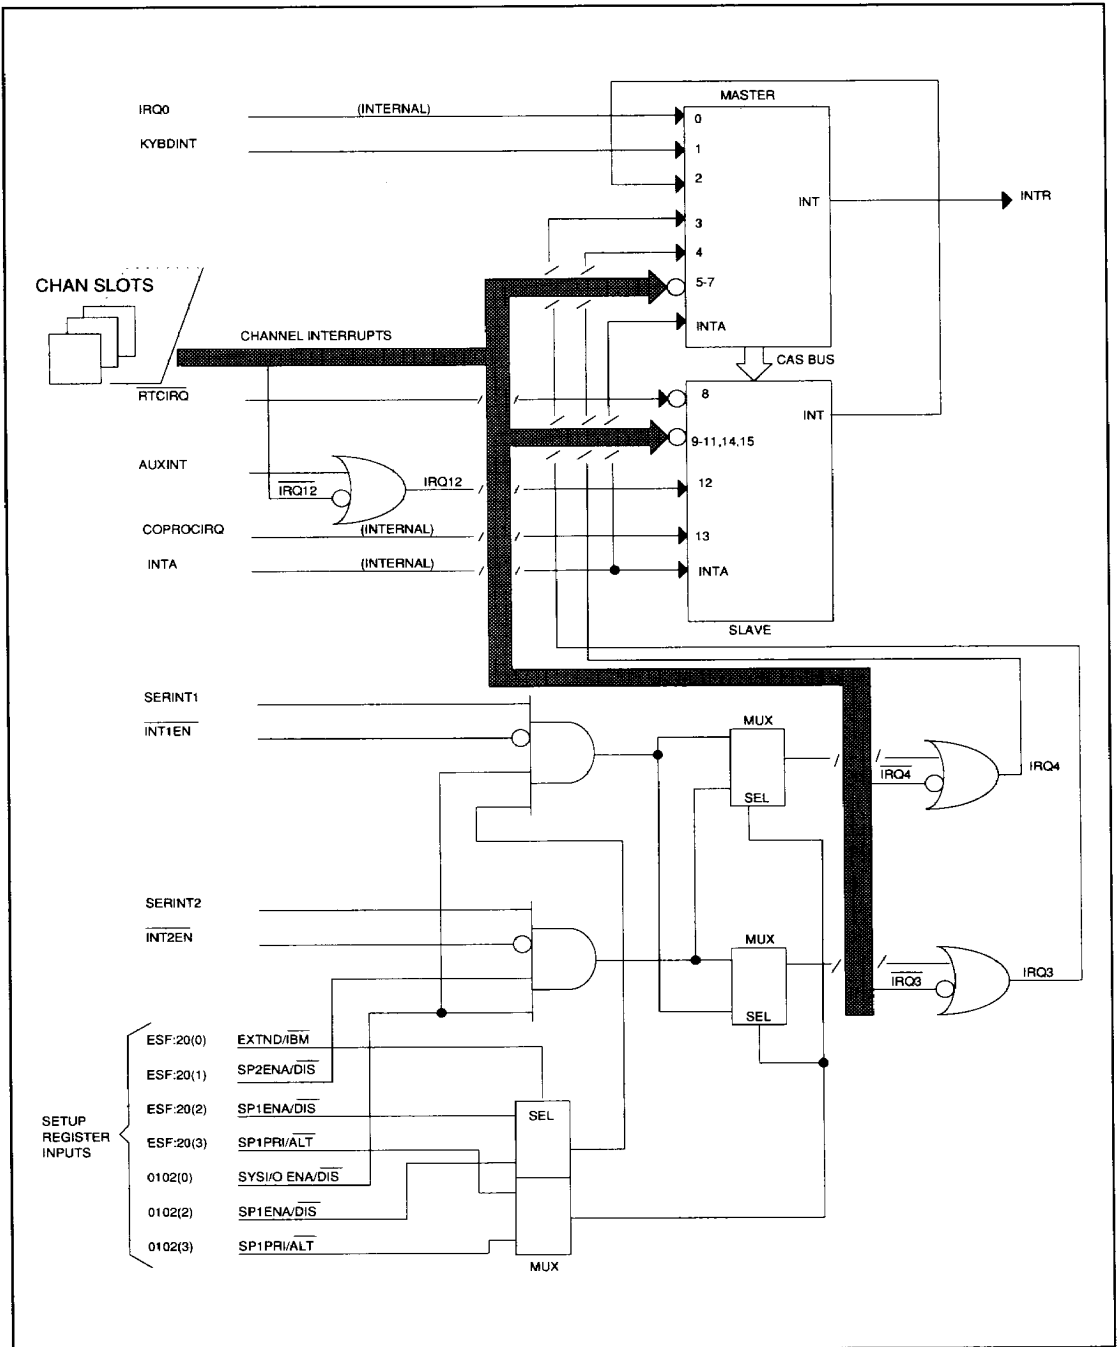 MASTER
IRQ0 (INTERNAL) 0
KYBDINT 1
2
INT INTR
3
4
5-7
CHAN SLOTS
CHANNEL INTERRUPTS
INTA
CAS BUS
RTCIRQ 8
INT
9-11,14,15
AUXINT
IRQ12 IRQ12 12
COPROCIRQ (INTERNAL) 13
INTA (INTERNAL) INTA
SLAVE
SERINT1
INT1EN
MUX
SEL
IRQ4 IRQ4
SERINT2
INT2EN
MUX
SEL
IRQ3 IRQ3
SETUP
REGISTER
INPUTS
ESF:20(0) EXTND/IBM
ESF:20(1) SP2ENA/DIS
ESF:20(2) SP1ENA/DIS
SEL
ESF:20(3) SP1PRI/ALT
0102(0) SYSI/O ENA/DIS
0102(2) SP1ENA/DIS
0102(3) SP1PRI/ALT
MUX